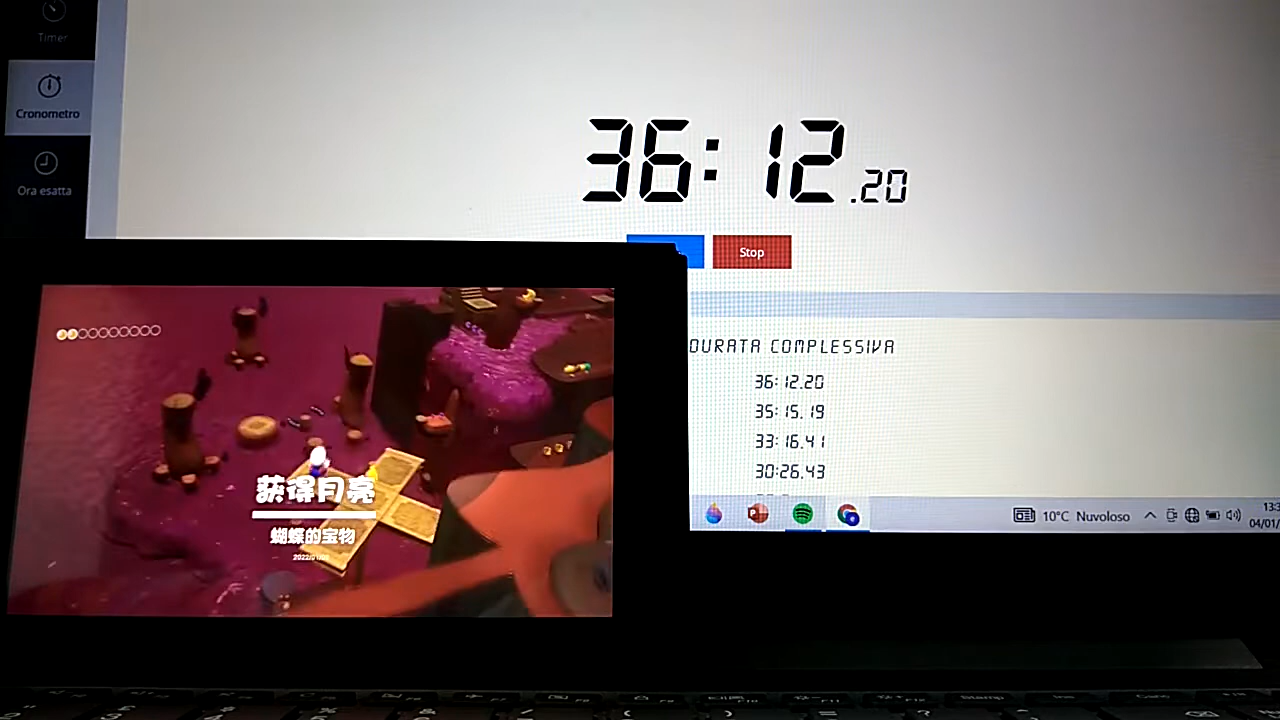 Timer
Cronometro
Ora esatta
36:12.20
Stop
DURATA COMPLESSIVA
36:12.20
35:15.19
33:16.41
30:26.43
10°C Nuvoloso
获得月亮
蝴蝶的宝物